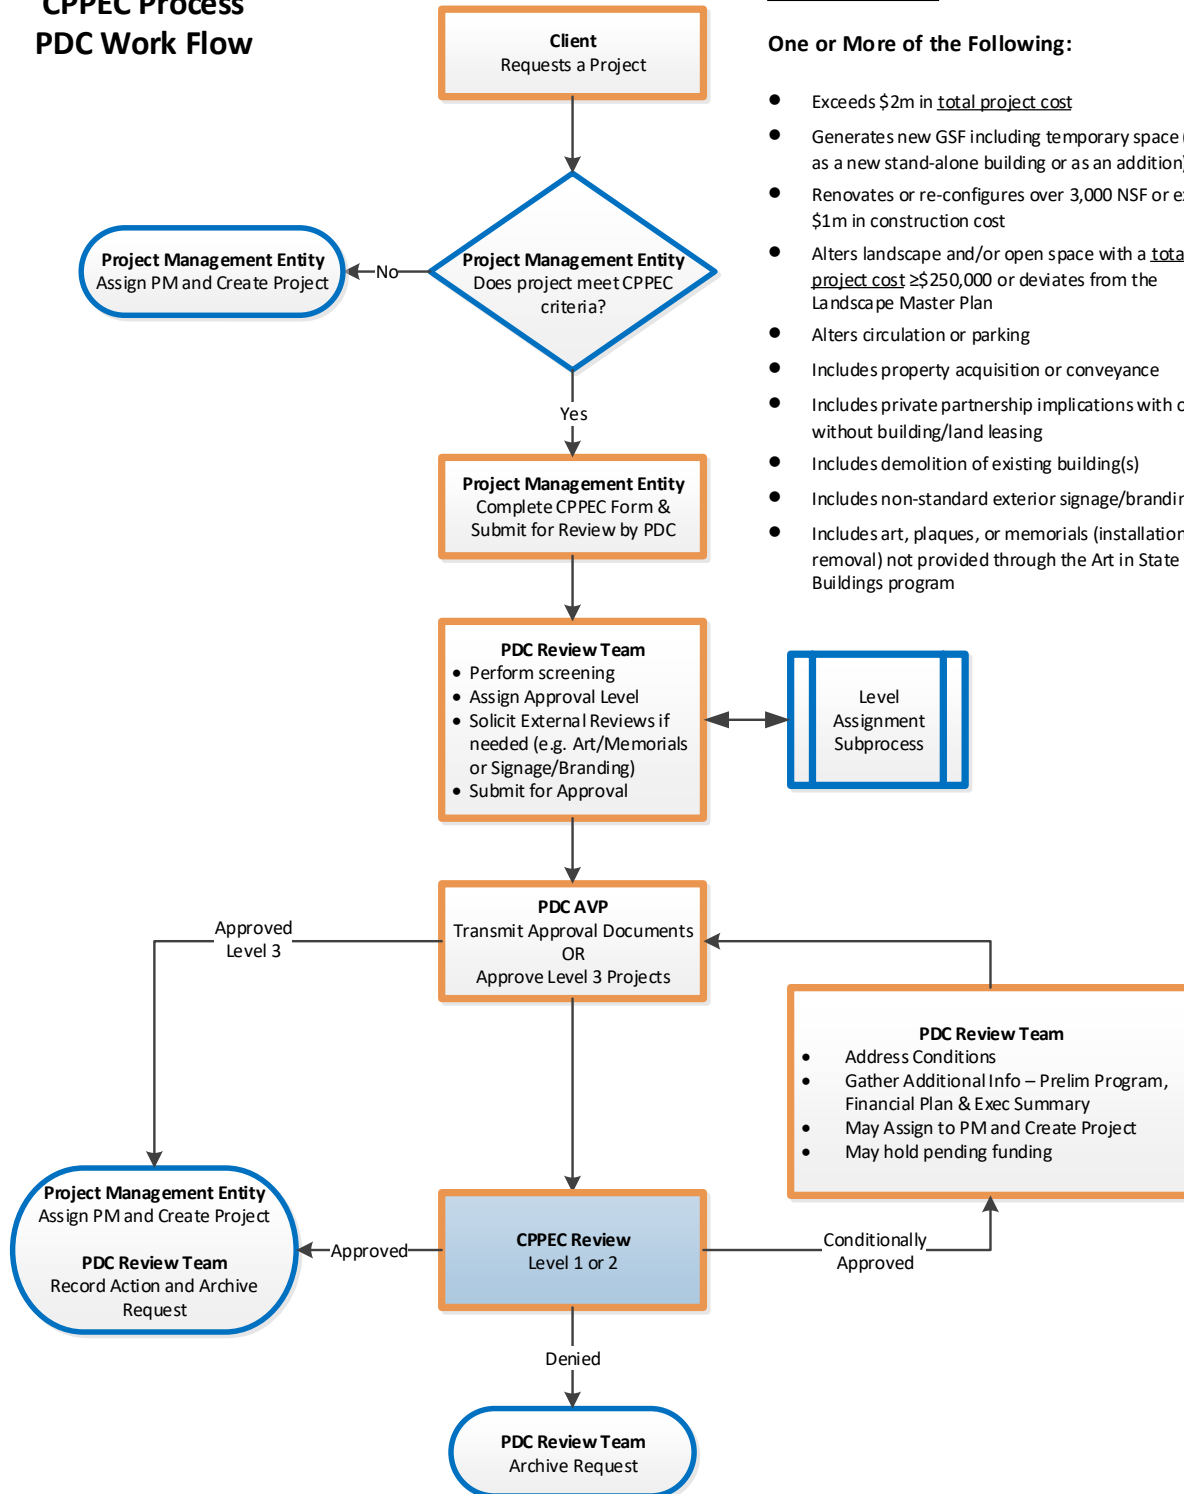 CPPEC Process
PDC Work Flow
Client
Requests a Project
One or More of the Following:
● Exceeds $2m in total project cost
● Generates new GSF including temporary space
as a new stand-alone building or as an addition)
● Renovates or re-configures over 3,000 NSF or
$1m in construction cost
● Alters landscape and/or open space with a
project cost ≥$250,000 or deviates from the
Landscape Master Plan
● Alters circulation or parking
● Includes property acquisition or conveyance
● Includes private partnership implications with
without building/land leasing
● Includes demolition of existing building(s)
● Includes non-standard exterior
● Includes art, plaques, or memorials (installation
removal) not provided through the Art in State
Buildings program
Project Management Entity
Does project meet CPPEC
criteria?
No
Project Management Entity
Assign PM and Create Project
Yes
Project Management Entity
Complete CPPEC Form &
Submit for Review by PDC
PDC Review Team
• Perform screening
• Assign Approval Level
• Solicit External Reviews if
needed (e.g. Art/Memorials
or Signage/Branding)
• Submit for Approval
Level
Assignment
Subprocess
PDC AVP
Transmit Approval Documents
OR
Approve Level 3 Projects
Approved
Level 3
PDC Review Team
• Address Conditions
• Gather Additional Info – Prelim Program,
Financial Plan & Exec Summary
• May Assign to PM and Create Project
• May hold pending funding
Project Management Entity
Assign PM and Create Project
PDC Review Team
Record Action and Archive
Request
Approved
CPPEC Review
Level 1 or 2
Conditionally
Approved
Denied
PDC Review Team
Archive Request